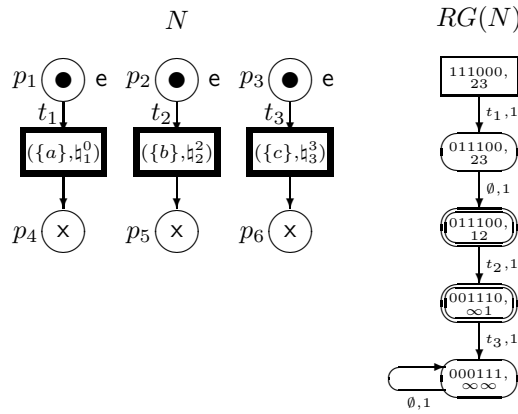 N
RG(N)
p₁ e p₂ e p₃ e
t₁ t₂ t₃
({a},♮₁⁰) ({b},♮₂²) ({c},♮₃³)
p₄ x p₅ x p₆ x
111000,
23
t₁,1
011100,
23
∅,1
011100,
12
t₂,1
001110,
∞1
t₃,1
000111,
∞∞
∅,1